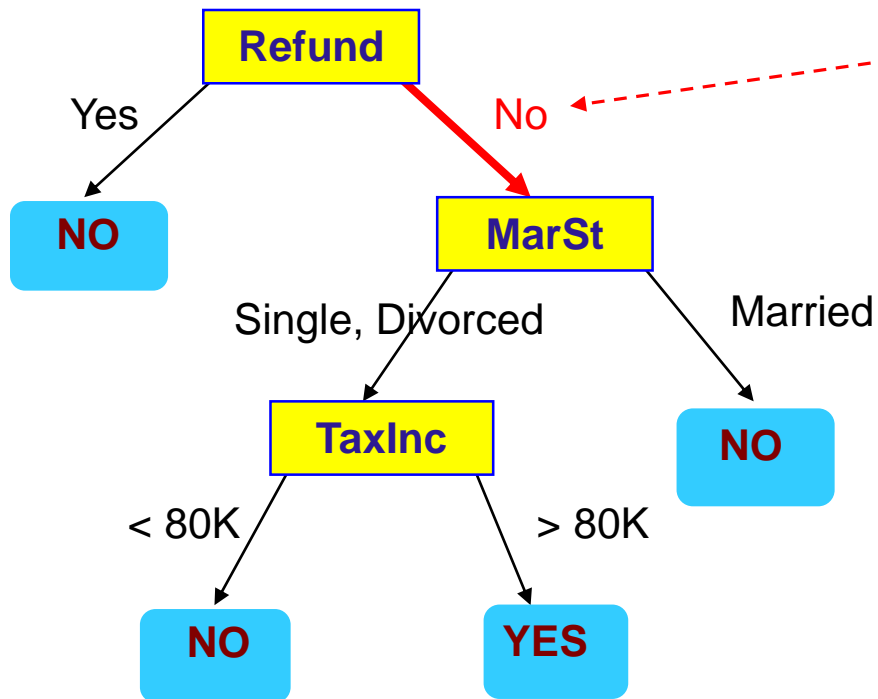 Refund
Yes
No
NO
MarSt
Single, Divorced
Married
TaxInc
NO
< 80K
> 80K
NO
YES